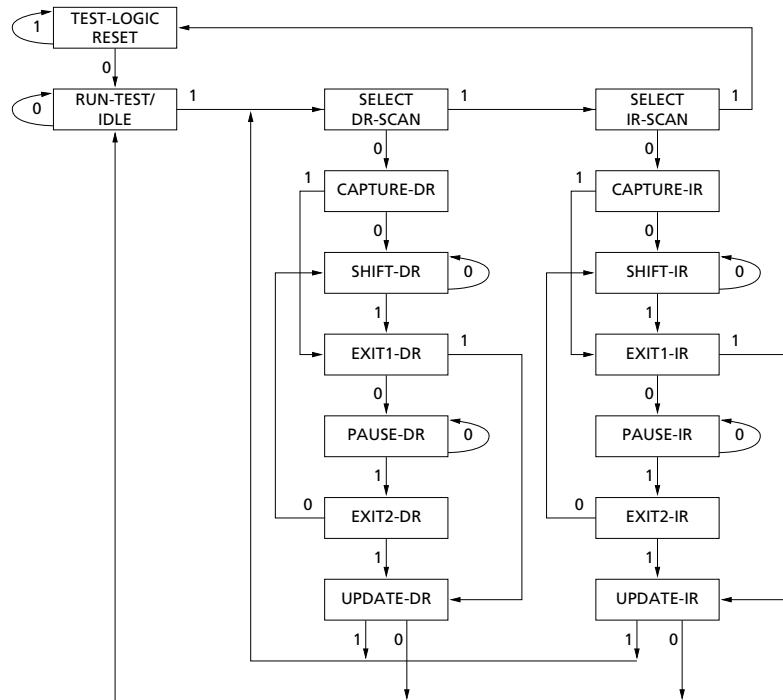 TEST-LOGIC
RESET
1
0
RUN-TEST/
IDLE
0
1
SELECT
DR-SCAN
1
SELECT
IR-SCAN
1
0
0
1
CAPTURE-DR
1
CAPTURE-IR
0
0
SHIFT-DR
0
SHIFT-IR
0
1
1
EXIT1-DR
1
EXIT1-IR
1
0
0
PAUSE-DR
0
PAUSE-IR
0
1
1
0
EXIT2-DR
0
EXIT2-IR
1
1
UPDATE-DR
UPDATE-IR
1
0
1
0